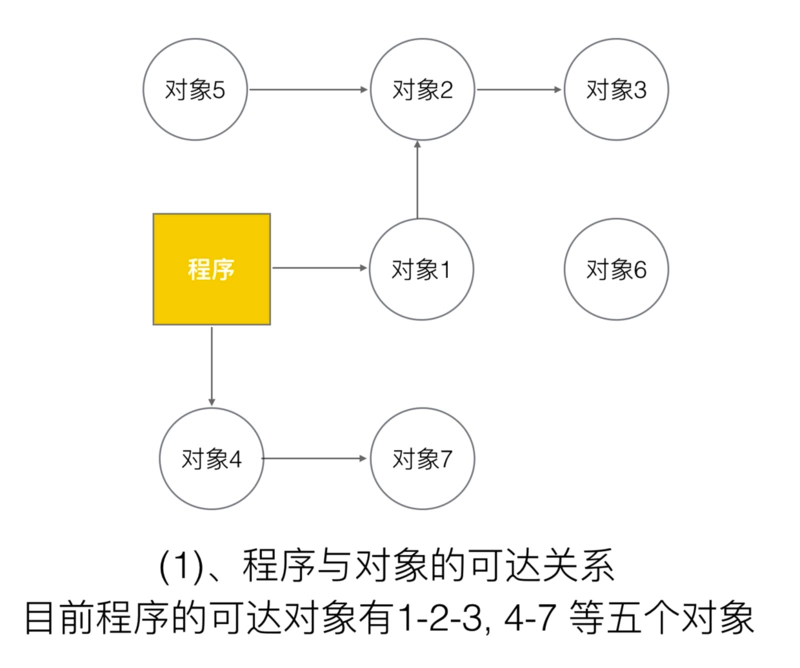 对象5
对象2
对象3
程序
对象1
对象6
对象4
对象7
(1)、程序与对象的可达关系
目前程序的可达对象有1-2-3, 4-7 等五个对象